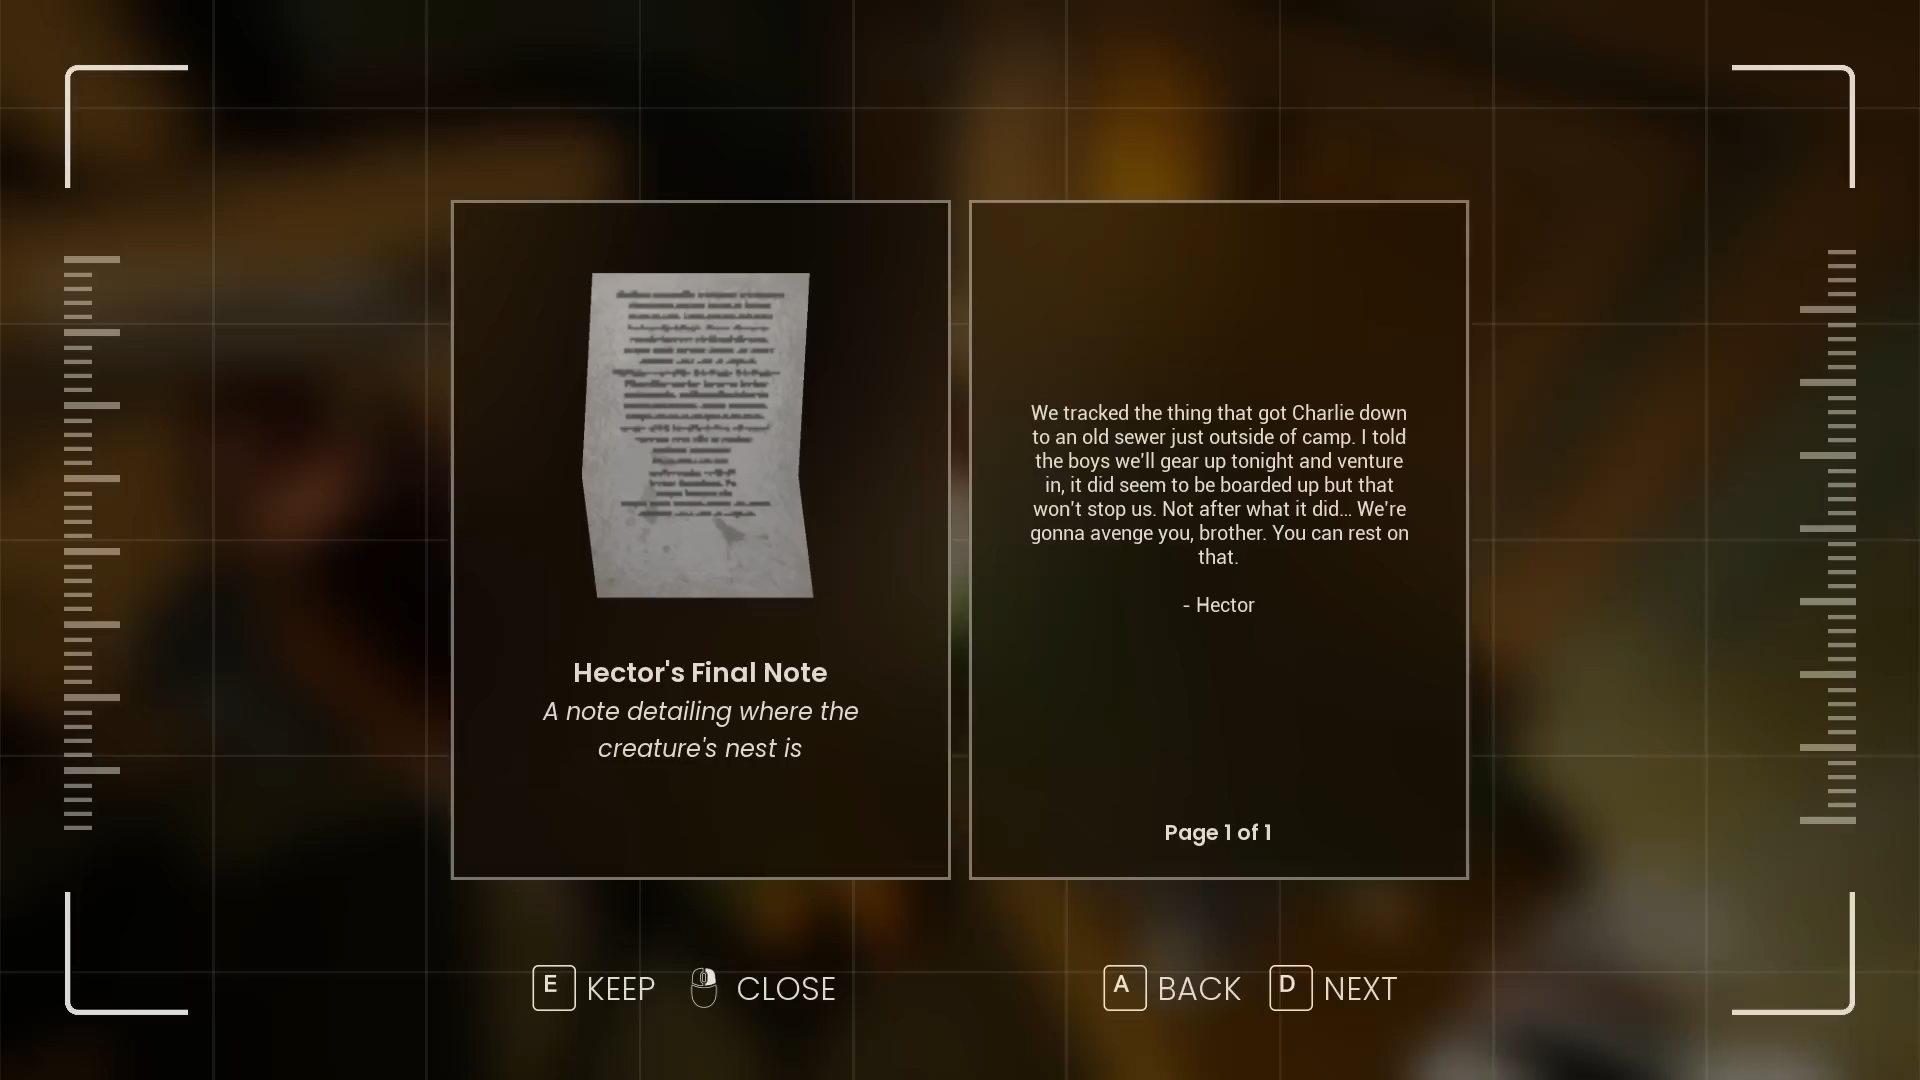 Hector's Final Note
A note detailing where the
creature's nest is
We tracked the thing that got Charlie down
to an old sewer just outside of camp. I told
the boys we'll gear up tonight and venture
in, it did seem to be boarded up but that
won't stop us. Not after what it did... We're
gonna avenge you, brother. You can rest on
that.
- Hector
Page 1 of 1
E KEEP CLOSE
A BACK D NEXT